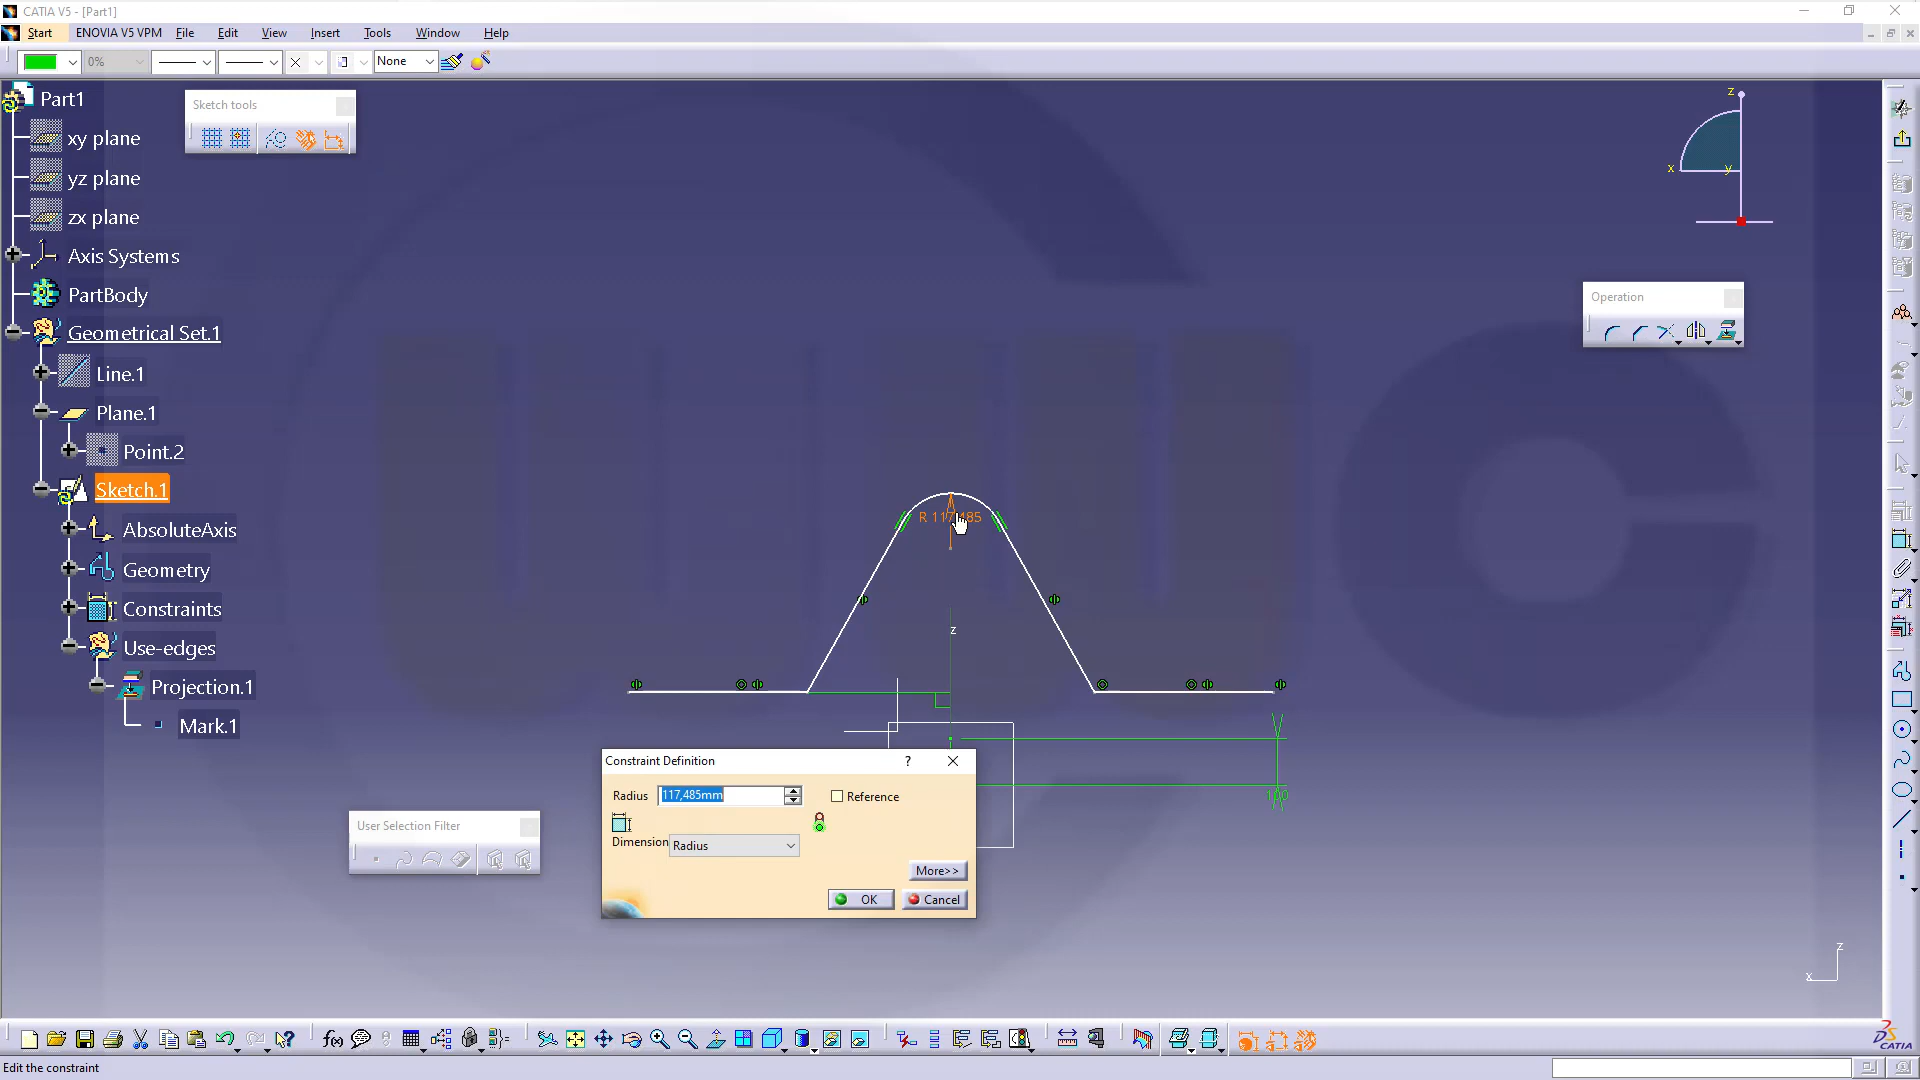 CATIA V5 - [Part1]
Start ENOVIA V5 VPM File Edit View Insert Tools Window Help
0% None
Part1
xy plane
yz plane
zx plane
Axis Systems
PartBody
Geometrical Set.1
Line.1
Plane.1
Point.2
Sketch.1
AbsoluteAxis
Geometry
Constraints
Use-edges
Projection.1
Mark.1
Sketch tools
z
x
y
Operation
z
Constraint Definition ?
Radius 117,485mm Reference
Dimension Radius
More>>
OK Cancel
User Selection Filter
z
x
CATIA
Edit the constraint